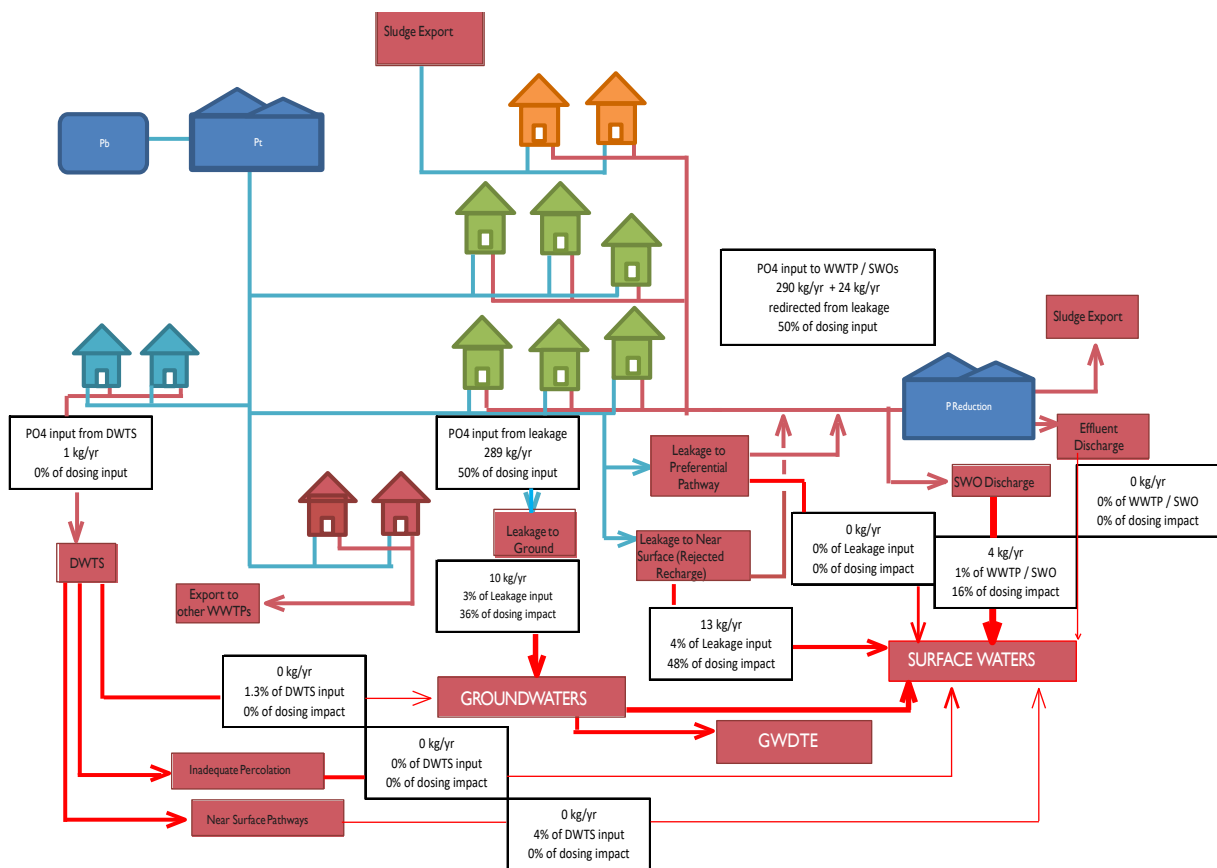 Sludge Export
Pb
Pt
PO4 input to WWTP / SWOs
290 kg/yr + 24 kg/yr
redirected from leakage
50% of dosing input
Sludge Export
P Reduction
Effluent
Discharge
PO4 input from DWTS
1 kg/yr
0% of dosing input
PO4 input from leakage
289 kg/yr
50% of dosing input
Leakage to
Preferential
Pathway
SWO Discharge
0 kg/yr
0% of WWTP / SWO
0% of dosing impact
Leakage to
Ground
Leakage to Near
Surface (Rejected
Recharge)
0 kg/yr
0% of Leakage input
0% of dosing impact
4 kg/yr
1% of WWTP / SWO
16% of dosing impact
DWTS
Export to
other WWTPs
10 kg/yr
3% of Leakage input
36% of dosing impact
13 kg/yr
4% of Leakage input
48% of dosing impact
SURFACE WATERS
0 kg/yr
1.3% of DWTS input
0% of dosing impact
GROUNDWATERS
GWDTE
Inadequate Percolation
0 kg/yr
0% of DWTS input
0% of dosing impact
Near Surface Pathways
0 kg/yr
4% of DWTS input
0% of dosing impact